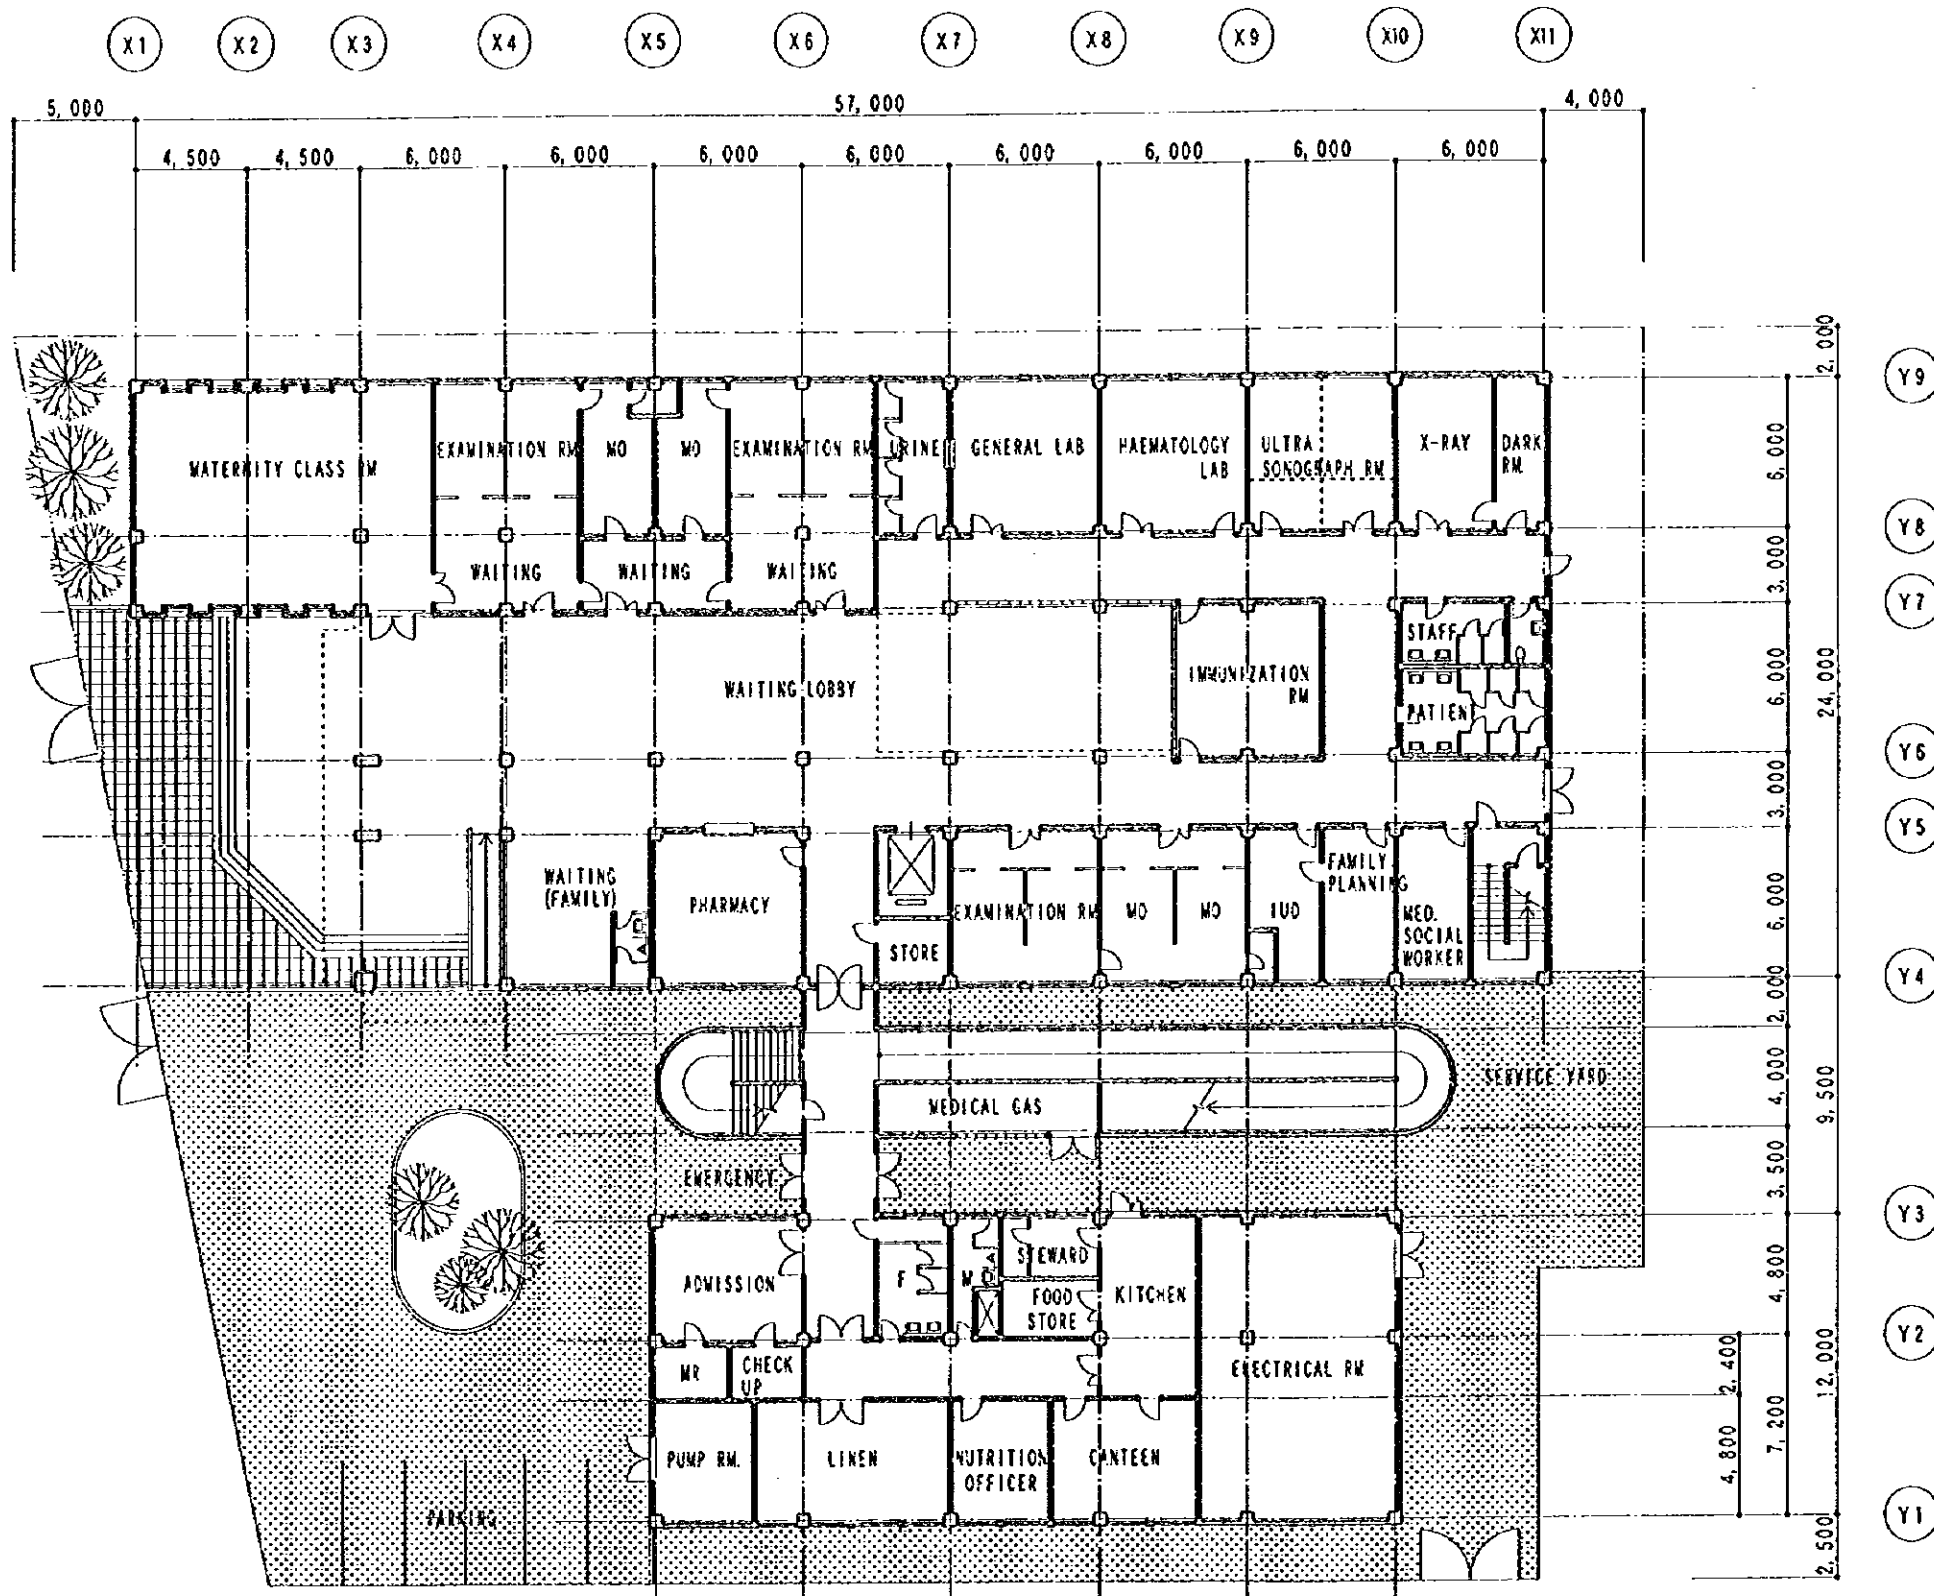 X1 X2 X3 X4 X5 X6 X7 X8 X9 X10 X11
5,000 57,000 4,000
4,500 4,500 6,000 6,000 6,000 6,000 6,000 6,000 6,000 6,000
2,000
Y9
EXAMINATION RM MO MO EXAMINATION RM URINE GENERAL LAB HAEMATOLOGY LAB ULTRA SONOGRAPH RM X-RAY DARK RM
MATERNITY CLASS RM
6,000
Y8
WAITING WAITING WAITING
3,000
Y7
STAFF
WAITING LOBBY
IMMUNIZATION RM
PATIENT
6,000
24,000
Y6
3,000
Y5
WAITING (FAMILY)
PHARMACY
STORE
EXAMINATION RM
MO MO
IUD
FAMILY PLANNING
MED. SOCIAL WORKER
6,000
Y4
2,000
MEDICAL GAS
SERVICE YARD
4,000
9,500
EMERGENCY
3,500
Y3
ADMISSION
F M
STEWARD
FOOD STORE
KITCHEN
4,800
Y2
MR
CHECK UP
ELECTRICAL RM
2,400
12,000
PUMP RM.
LINEN
NUTRITION OFFICER
CANTEEN
4,800
7,200
PARKING
Y1
2,500